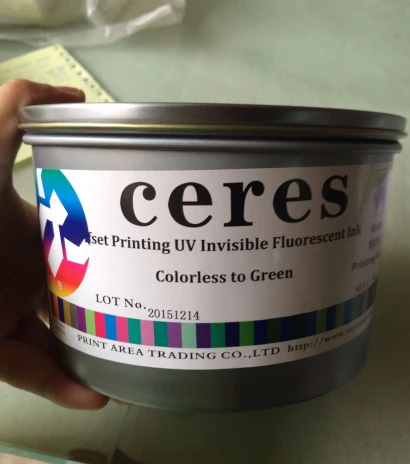 ceres
fset Printing UV Invisible Fluorescent Ink
Colorless to Green
LOT No. 20151214
PRINT AREA TRADING CO.,LTD http://www.